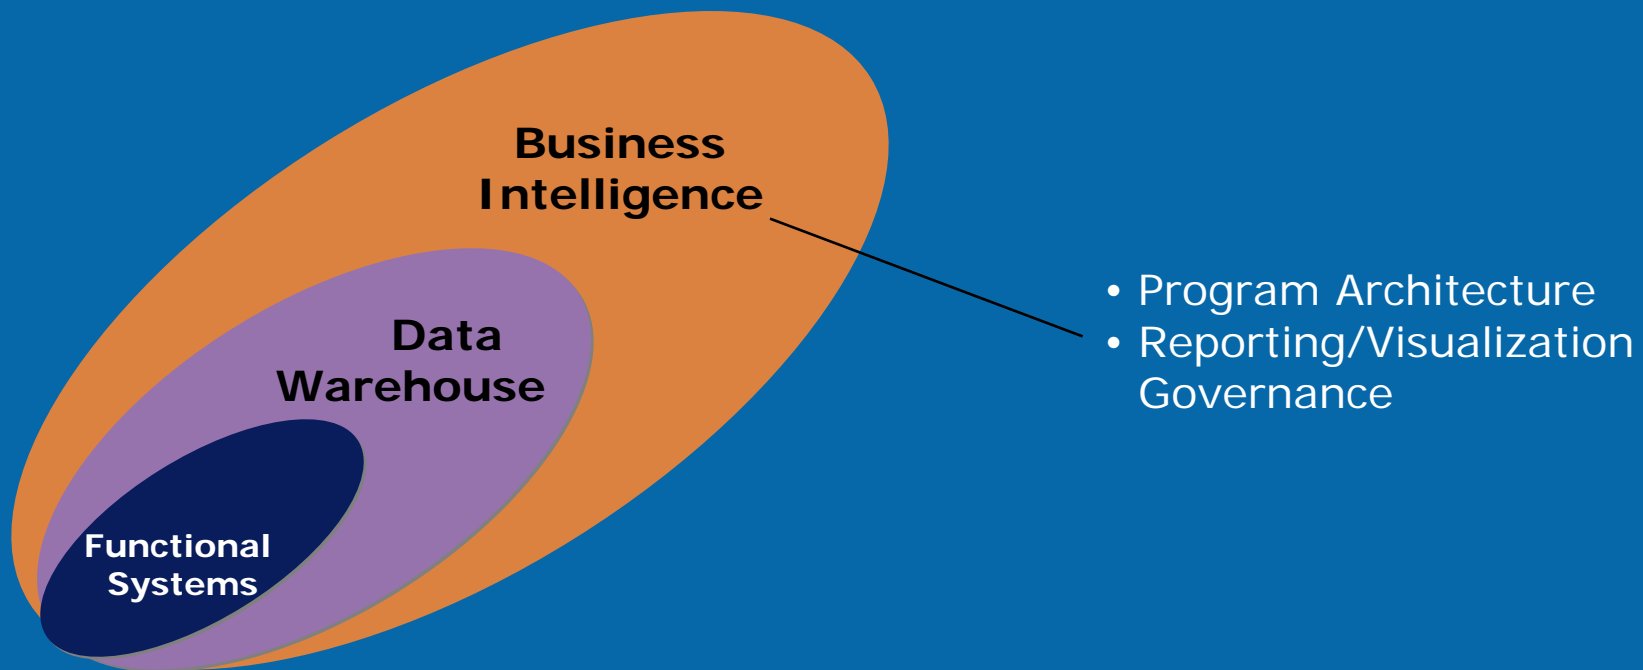 Business
Intelligence
Data
Warehouse
Functional
Systems
• Program Architecture
• Reporting/Visualization
Governance